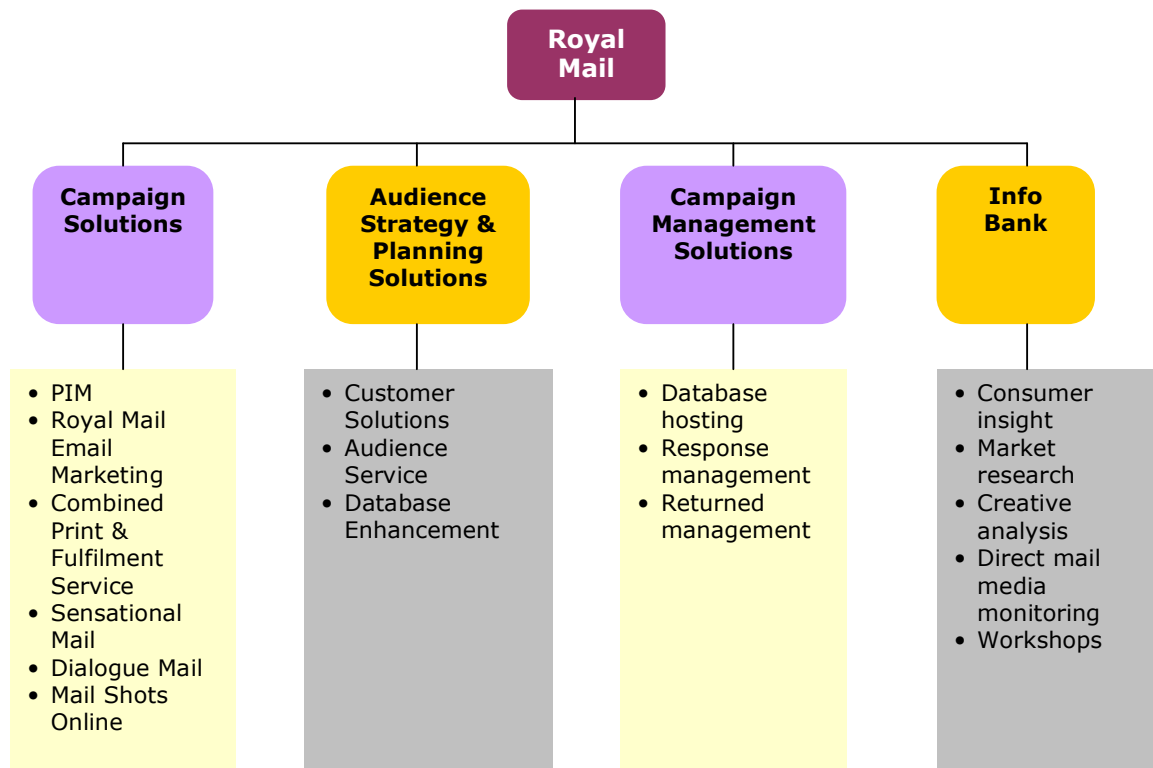 Royal
Mail
Campaign
Solutions
Audience
Strategy &
Planning
Solutions
Campaign
Management
Solutions
Info
Bank
• PIM
• Royal Mail
Email
Marketing
• Combined
Print &
Fulfilment
Service
• Sensational
Mail
• Dialogue Mail
• Mail Shots
Online
• Customer
Solutions
• Audience
Service
• Database
Enhancement
• Database
hosting
• Response
management
• Returned
management
• Consumer
insight
• Market
research
• Creative
analysis
• Direct mail
media
monitoring
• Workshops